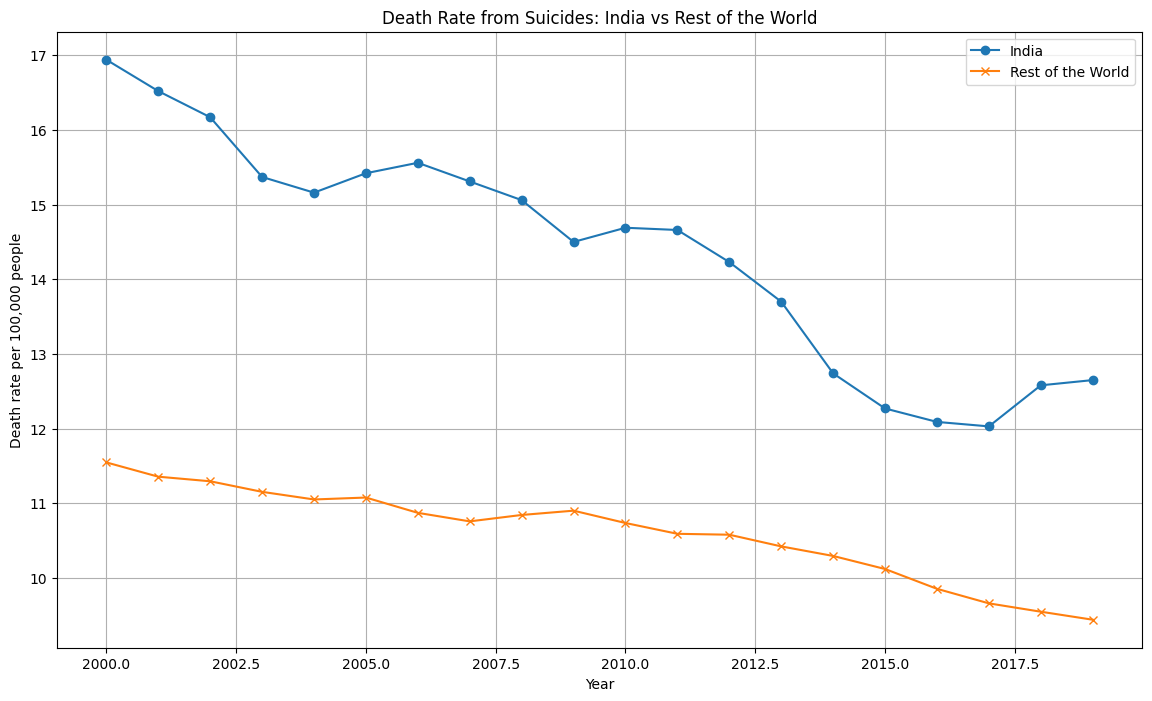 Death Rate from Suicides: India vs Rest of the World
India
Rest of the World
17
16
15
14
13
12
11
10
Death rate per 100,000 people
2000.0 2002.5 2005.0 2007.5 2010.0 2012.5 2015.0 2017.5
Year